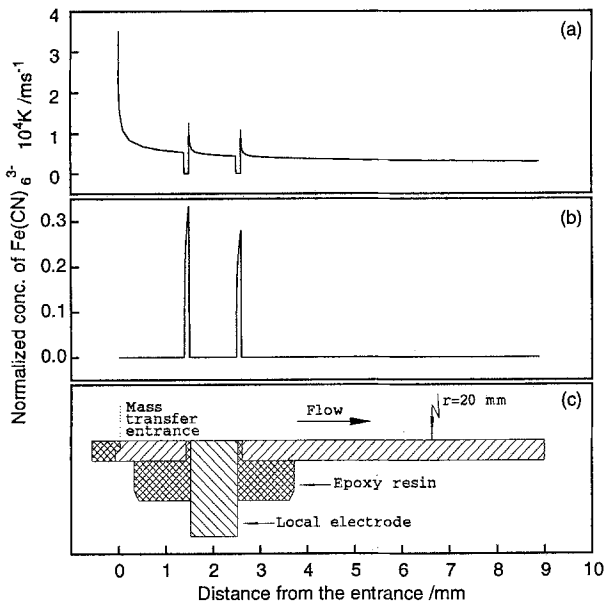 Normalized conc. of Fe(CN)₆³⁻ 10⁴K /ms⁻¹
4
3
2
1
0
(a)
0.3
0.2
0.1
0.0
(b)
(c)
Mass
transfer
entrance
Flow
r=20 mm
Epoxy resin
Local electrode
0 1 2 3 4 5 6 7 8 9 10
Distance from the entrance /mm